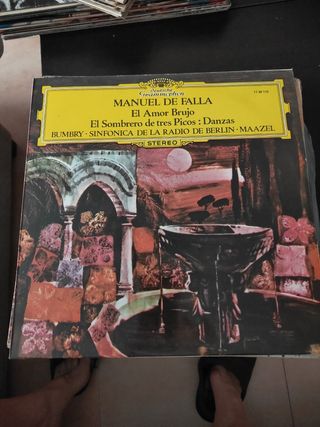 Deutsche
Grammophon
MANUEL DE FALLA
El Amor Brujo
El Sombrero de tres Picos : Danzas
BUMBRY · SINFONICA DE LA RADIO DE BERLIN · MAAZEL
STEREO